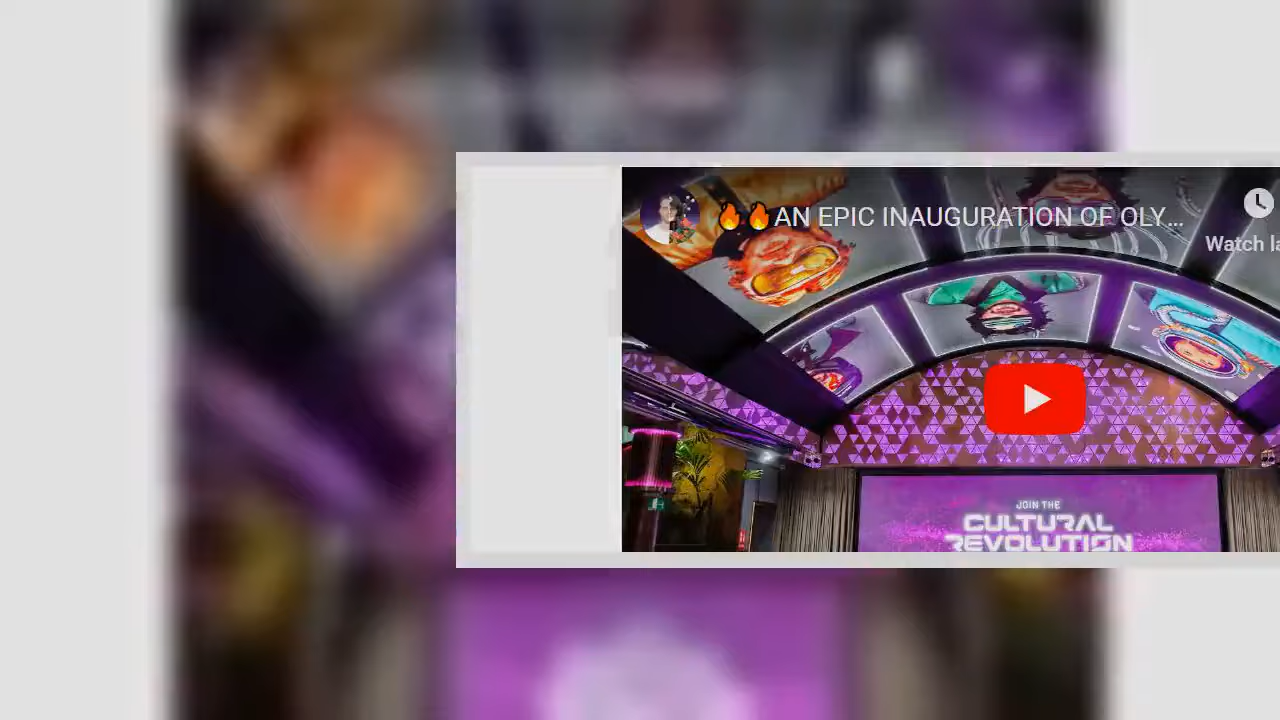 🔥🔥AN EPIC INAUGURATION OF OLY...
Watch la
JOIN THE
CULTURAL
REVOLUTION